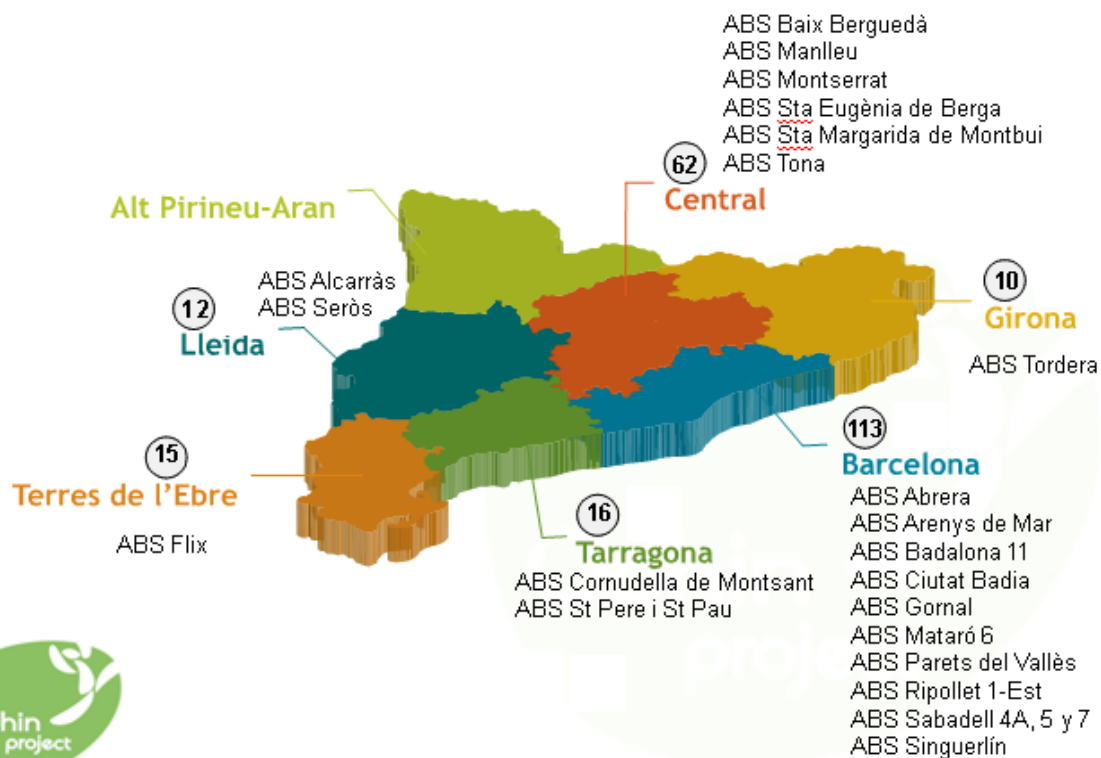 ABS Baix Berguedà
ABS Manlleu
ABS Montserrat
ABS Sta Eugènia de Berga
ABS Sta Margarida de Montbui
ABS Tona
62
Central
Alt Pirineu-Aran
ABS Alcarràs
ABS Seròs
12
Lleida
10
Girona
ABS Tordera
15
Terres de l'Ebre
ABS Flix
16
Tarragona
ABS Cornudella de Montsant
ABS St Pere i St Pau
113
Barcelona
ABS Abrera
ABS Arenys de Mar
ABS Badalona 11
ABS Ciutat Badia
ABS Gornal
ABS Mataró 6
ABS Parets del Vallès
ABS Ripollet 1-Est
ABS Sabadell 4A, 5 y 7
ABS Singuerlín
hin
project